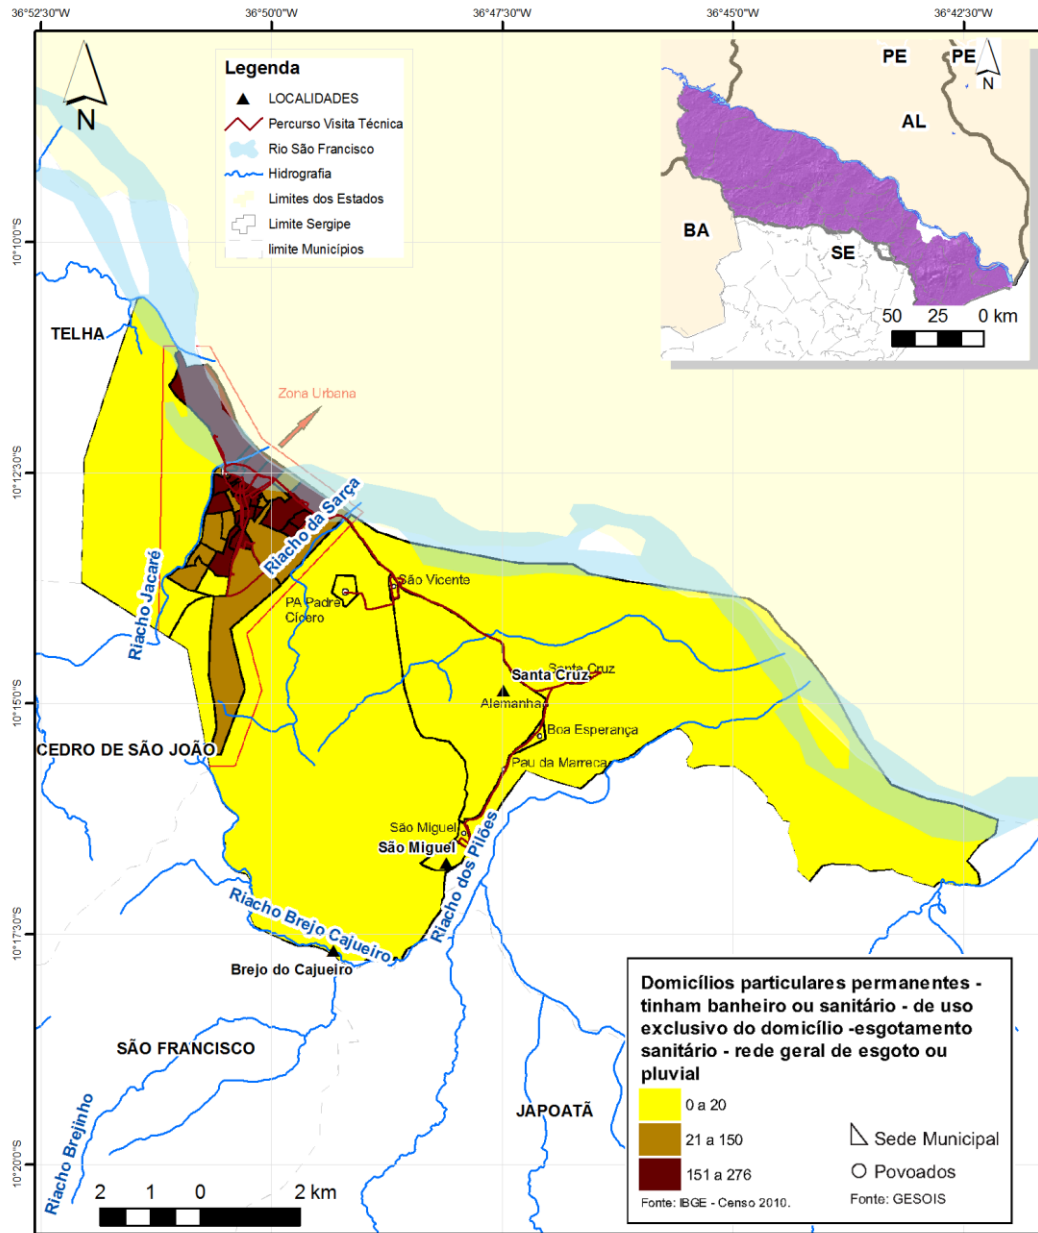 36°52'30"W 36°50'0"W 36°47'30"W 36°45'0"W 36°42'30"W
N
Legenda
LOCALIDADES
Percurso Visita Técnica
Rio São Francisco
Hidrografia
Limites dos Estados
Limite Sergipe
limite Municípios
PE PE
N
AL
BA
SE
50 25 0 km
10°10'0"S
TELHA
Zona Urbana
10°12'30"S
Riacho da Sarça
Riacho Jacaré
São Vicente
PA Padre
Cícero
Santa Cruz
Santa Cruz
Alemanha
10°15'0"S
Boa Esperança
CEDRO DE SÃO JOÃO
Pau da Marreca
São Miguel
São Miguel
Riacho dos Pilões
Riacho Brejo Cajueiro
10°17'30"S
Brejo do Cajueiro
SÃO FRANCISCO
JAPOATÃ
Riacho Brejinho
10°20'0"S
2 1 0 2 km
Domicílios particulares permanentes -
tinham banheiro ou sanitário - de uso
exclusivo do domicílio -esgotamento
sanitário - rede geral de esgoto ou
pluvial
0 a 20
21 a 150
151 a 276
Sede Municipal
Povoados
Fonte: IBGE - Censo 2010.
Fonte: GESOIS